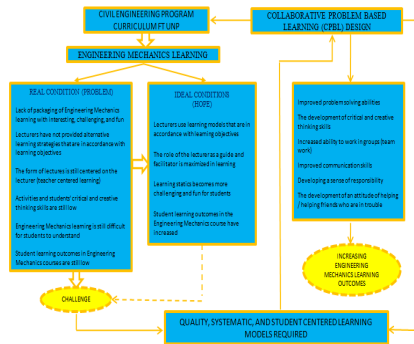 CIVIL ENGINEERING PROGRAM
CURRICULUM FT UNP
COLLABORATIVE PROBLEM BASED
LEARNING (CPBL) DESIGN
ENGINEERING MECHANICS LEARNING
REAL CONDITION (PROBLEM)
Lack of packaging of Engineering Mechanics
learning with interesting, challenging, and fun
Lecturers have not provided alternative
learning strategies that are in accordance with
learning objectives
The form of lectures is still centered on the
lecturer (teacher centered learning)
Activities and students' critical and creative
thinking skills are still low
Engineering Mechanics learning is still difficult
for students to understand
Student learning outcomes in Engineering
Mechanics courses are still low
IDEAL CONDITIONS
(HOPE)
Lecturers use learning models that are in
accordance with learning objectives
The role of the lecturer as a guide and
facilitator is maximized in learning
Learning statics becomes more
challenging and fun for students
Student learning outcomes in the
Engineering Mechanics course have
increased
Improved problem solving abilities
The development of critical and creative
thinking skills
Increased ability to work in groups (team
work)
Improved communication skills
Developing a sense of responsibility
The development of an attitude of helping
/ helping friends who are in trouble
INCREASING
ENGINEERING
MECHANICS LEARNING
OUTCOMES
CHALLENGE
QUALITY, SYSTEMATIC, AND STUDENT CENTERED LEARNING
MODELS REQUIRED